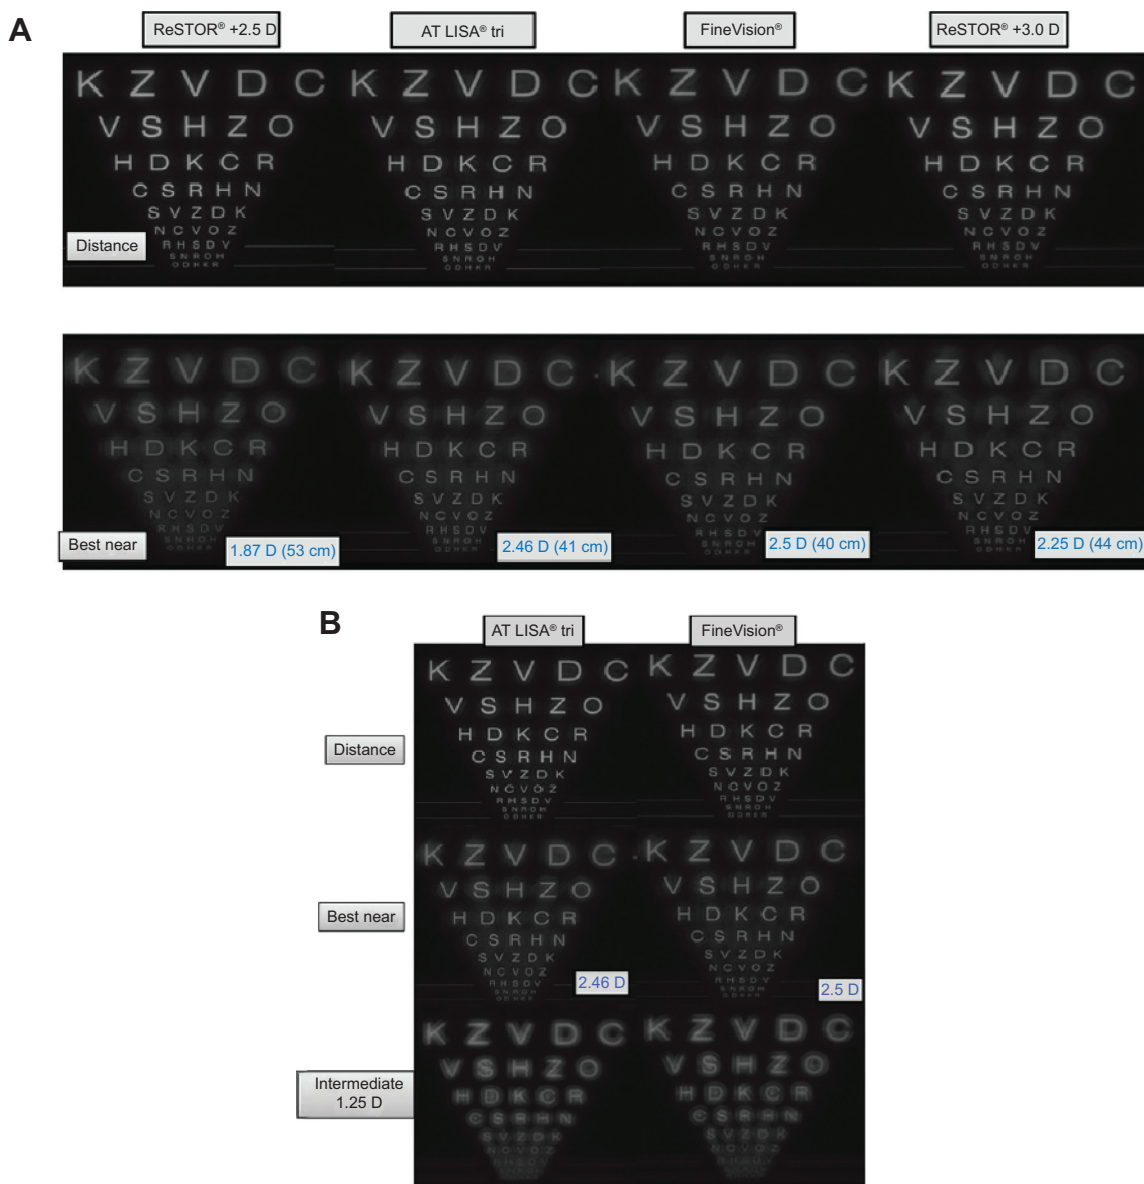 A
ReSTOR® +2.5 D AT LISA® tri FineVision® ReSTOR® +3.0 D
K Z V D C K Z V D C K Z V D C K Z V D C
V S H Z O V S H Z O V S H Z O V S H Z O
H D K C R H D K C R H D K C R H D K C R
C S R H N C S R H N C S R H N C S R H N
S V Z D K S V Z D K S V Z D K S V Z D K
N C V O Z N C V O Z N C V O Z N C V O Z
Distance R H S D V R H S D V R H S D V R H S D V
S N R O H S N R O H S N R O H S N R O H
O D H K R O D H K R O D H K R O D H K R
K Z V D C K Z V D C K Z V D C K Z V D C
V S H Z O V S H Z O V S H Z O V S H Z O
H D K C R H D K C R H D K C R H D K C R
C S R H N C S R H N C S R H N C S R H N
S V Z D K S V Z D K S V Z D K S V Z D K
N C V O Z N C V O Z N C V O Z N C V O Z
R H S D V R H S D V R H S D V R H S D V
Best near 1.87 D (53 cm) 2.46 D (41 cm) 2.5 D (40 cm) 2.25 D (44 cm)
B
AT LISA® tri FineVision®
K Z V D C K Z V D C
V S H Z O V S H Z O
H D K C R H D K C R
Distance C S R H N C S R H N
S V Z D K S V Z D K
N C V O Z N C V O Z
R H S D V R H S D V
S N R O H S N R O H
K Z V D C K Z V D C
V S H Z O V S H Z O
Best near H D K C R H D K C R
C S R H N C S R H N
S V Z D K S V Z D K
N C V O Z N C V O Z
R H S D V 2.46 D R H S D V 2.5 D
K Z V D C K Z V D C
V S H Z O V S H Z O
Intermediate H D K C R H D K C R
1.25 D C S R H N C S R H N
S V Z D K S V Z D K
N C V O Z N C V O Z